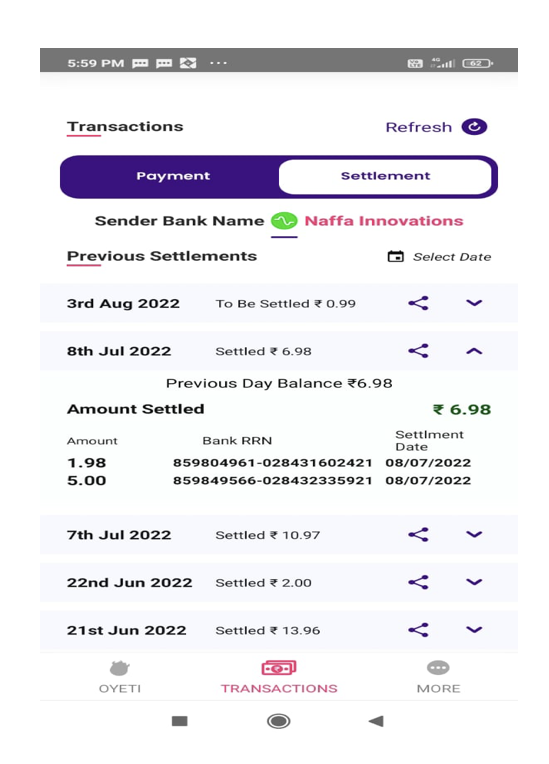 5:59 PM ...
4G 62
Transactions Refresh
Payment Settlement
Sender Bank Name Naffa Innovations
Previous Settlements Select Date
3rd Aug 2022 To Be Settled ₹ 0.99
8th Jul 2022 Settled ₹ 6.98
Previous Day Balance ₹6.98
Amount Settled ₹ 6.98
Amount Bank RRN Settlment
Date
1.98 859804961-028431602421 08/07/2022
5.00 859849566-028432335921 08/07/2022
7th Jul 2022 Settled ₹ 10.97
22nd Jun 2022 Settled ₹ 2.00
21st Jun 2022 Settled ₹ 13.96
OYETI TRANSACTIONS MORE